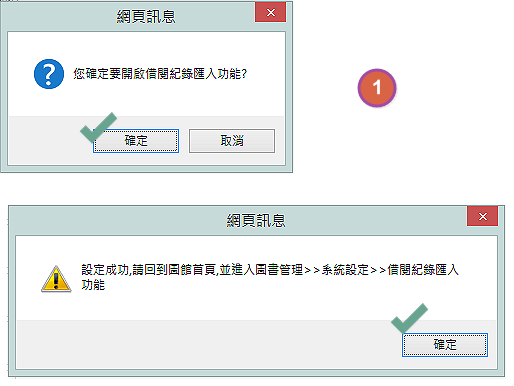 網頁訊息
您確定要開啟借閱紀錄匯入功能?
確定
取消
1
網頁訊息
設定成功,請回到圖館首頁,並進入圖書管理>>系統設定>>借閱紀錄匯入
功能
確定